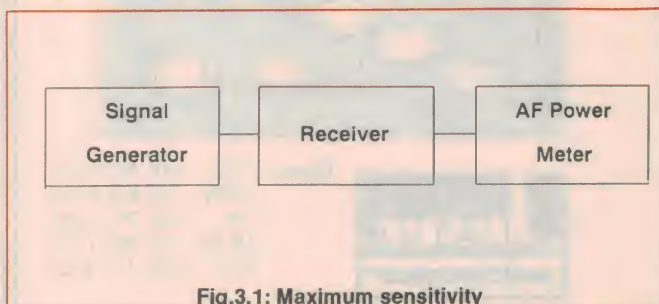 Signal
Generator
Receiver
AF Power
Meter
Fig.3.1: Maximum sensitivity